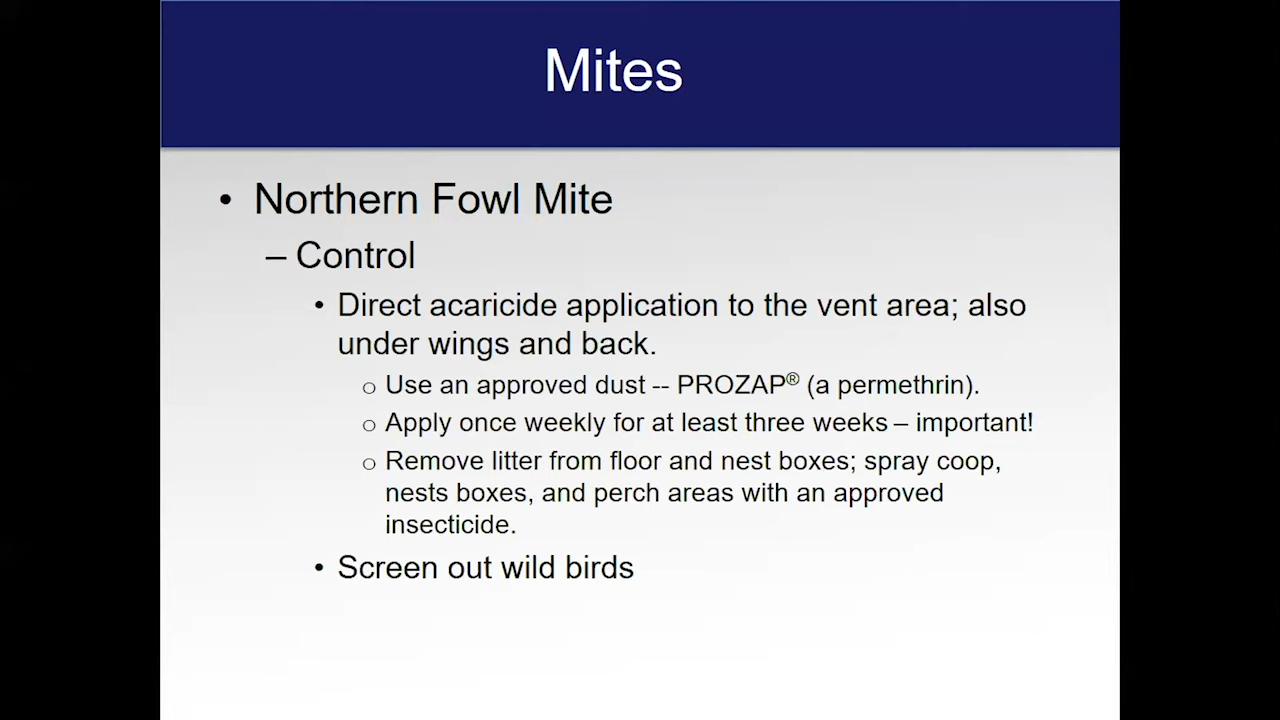 Mites
• Northern Fowl Mite
– Control
• Direct acaricide application to the vent area; also
under wings and back.
o Use an approved dust -- PROZAP® (a permethrin).
o Apply once weekly for at least three weeks – important!
o Remove litter from floor and nest boxes; spray coop,
nests boxes, and perch areas with an approved
insecticide.
• Screen out wild birds